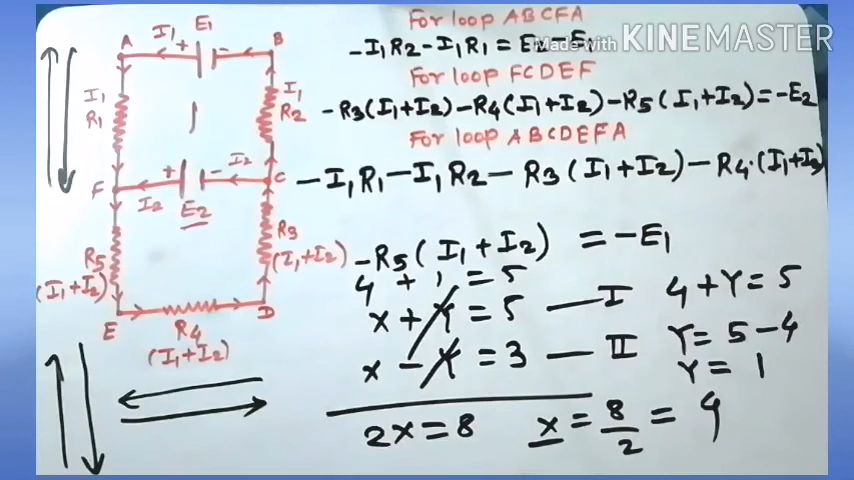 For loop ABCFA
-I1R2-I1R1 = E2-E1
Made with KINEMASTER
For loop FCDEF
-R3(I1+I2)-R4(I1+I2)-R5(I1+I2)=-E2
For loop ABCDEFA
-I1R1-I1R2-R3(I1+I2)-R4.(I1+I2)
-R5(I1+I2) = -E1
4 + 1 = 5
x + Y = 5 — I
x - Y = 3 — II
2x = 8 x = 8/2 = 4
4+Y = 5
Y = 5-4
Y = 1
A I1 + E1 - B
I1 R1
I1 R2
F I2 + E2 - I2 C
R5 (I1+I2)
R3 (I1+I2)
E R4 (I1+I2) D